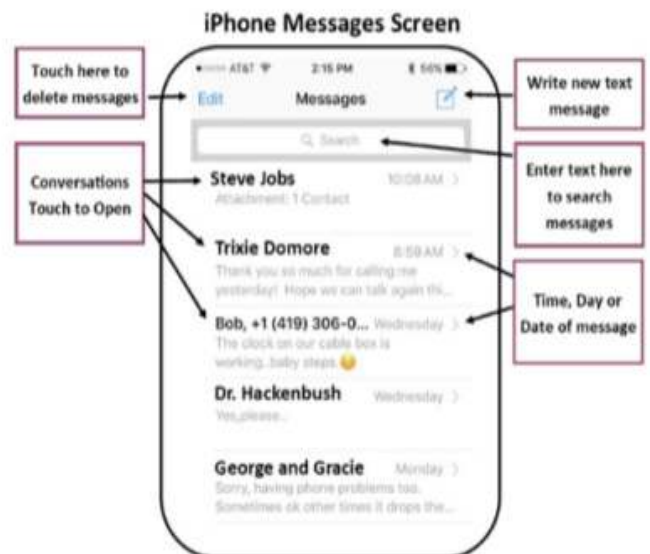 iPhone Messages Screen
Touch here to
delete messages
AT&T 2:15 PM 56%
Edit Messages
Write new text
message
Search
Enter text here
to search
messages
Conversations
Touch to Open
Steve Jobs 10:08 AM
Attachment: 1 Contact
Trixie Domore 8:59 AM
Thank you so much for calling me
yesterday! Hope we can talk again thi...
Time, Day or
Date of message
Bob, +1 (419) 306-0... Wednesday
The clock on our cable box is
working..baby steps 😊
Dr. Hackenbush Wednesday
Yes,please..
George and Gracie Monday
Sorry, having phone problems too.
Sometimes ok other times it drops the...